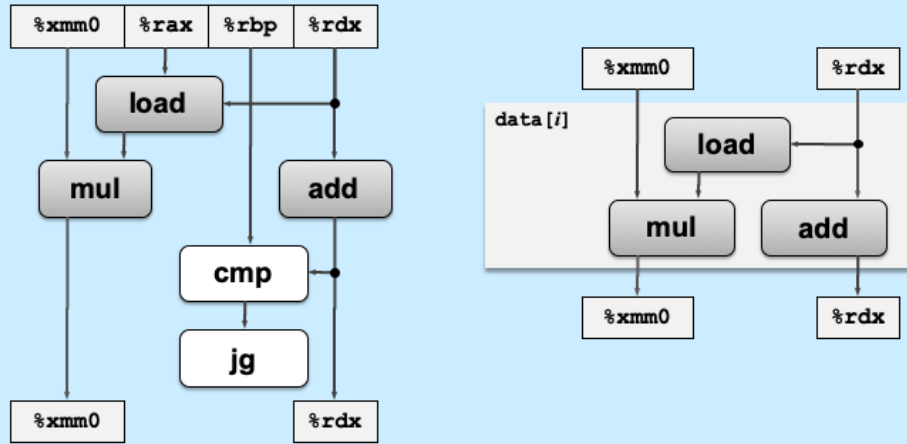 %xmm0 %rax %rbp %rdx
load
mul
add
cmp
jg
%xmm0 %rdx
%xmm0 %rdx
data[i]
load
mul
add
%xmm0 %rdx